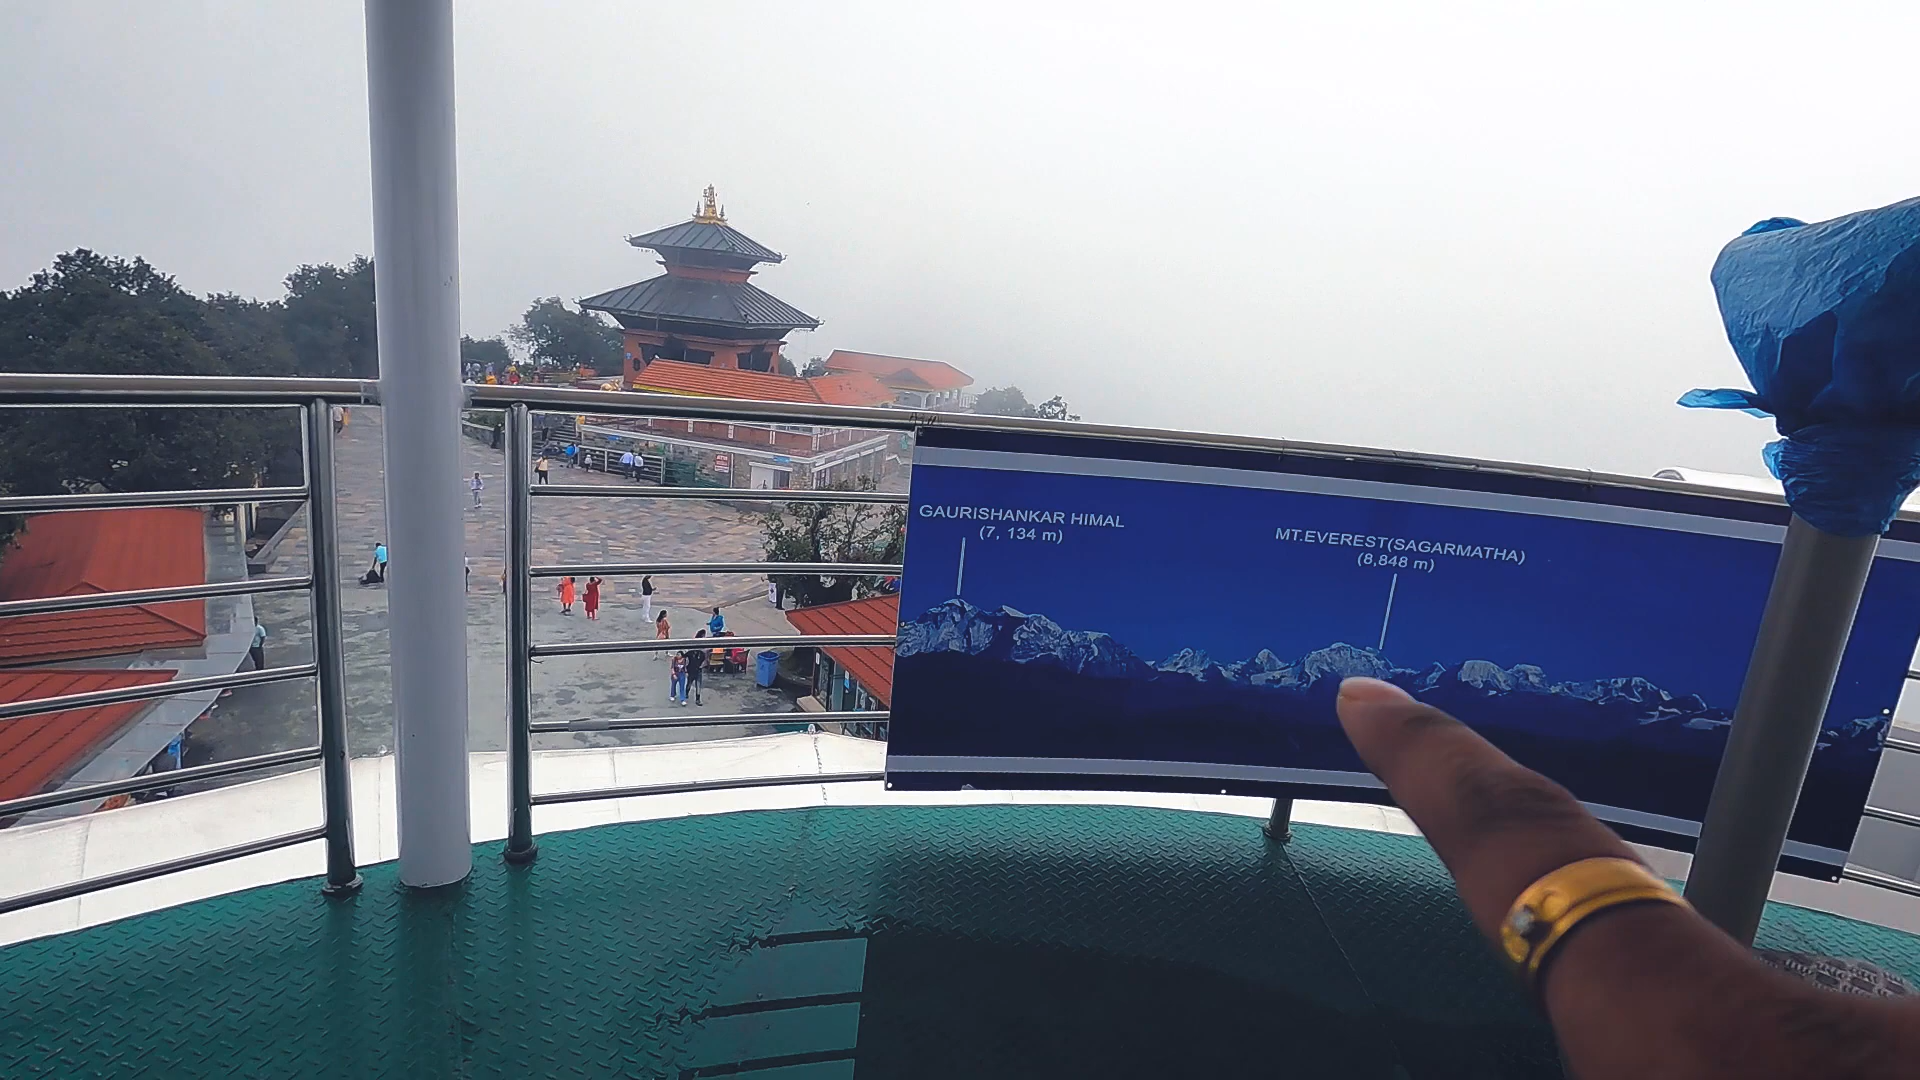 GAURISHANKAR HIMAL
(7, 134 m)
MT.EVEREST(SAGARMATHA)
(8,848 m)